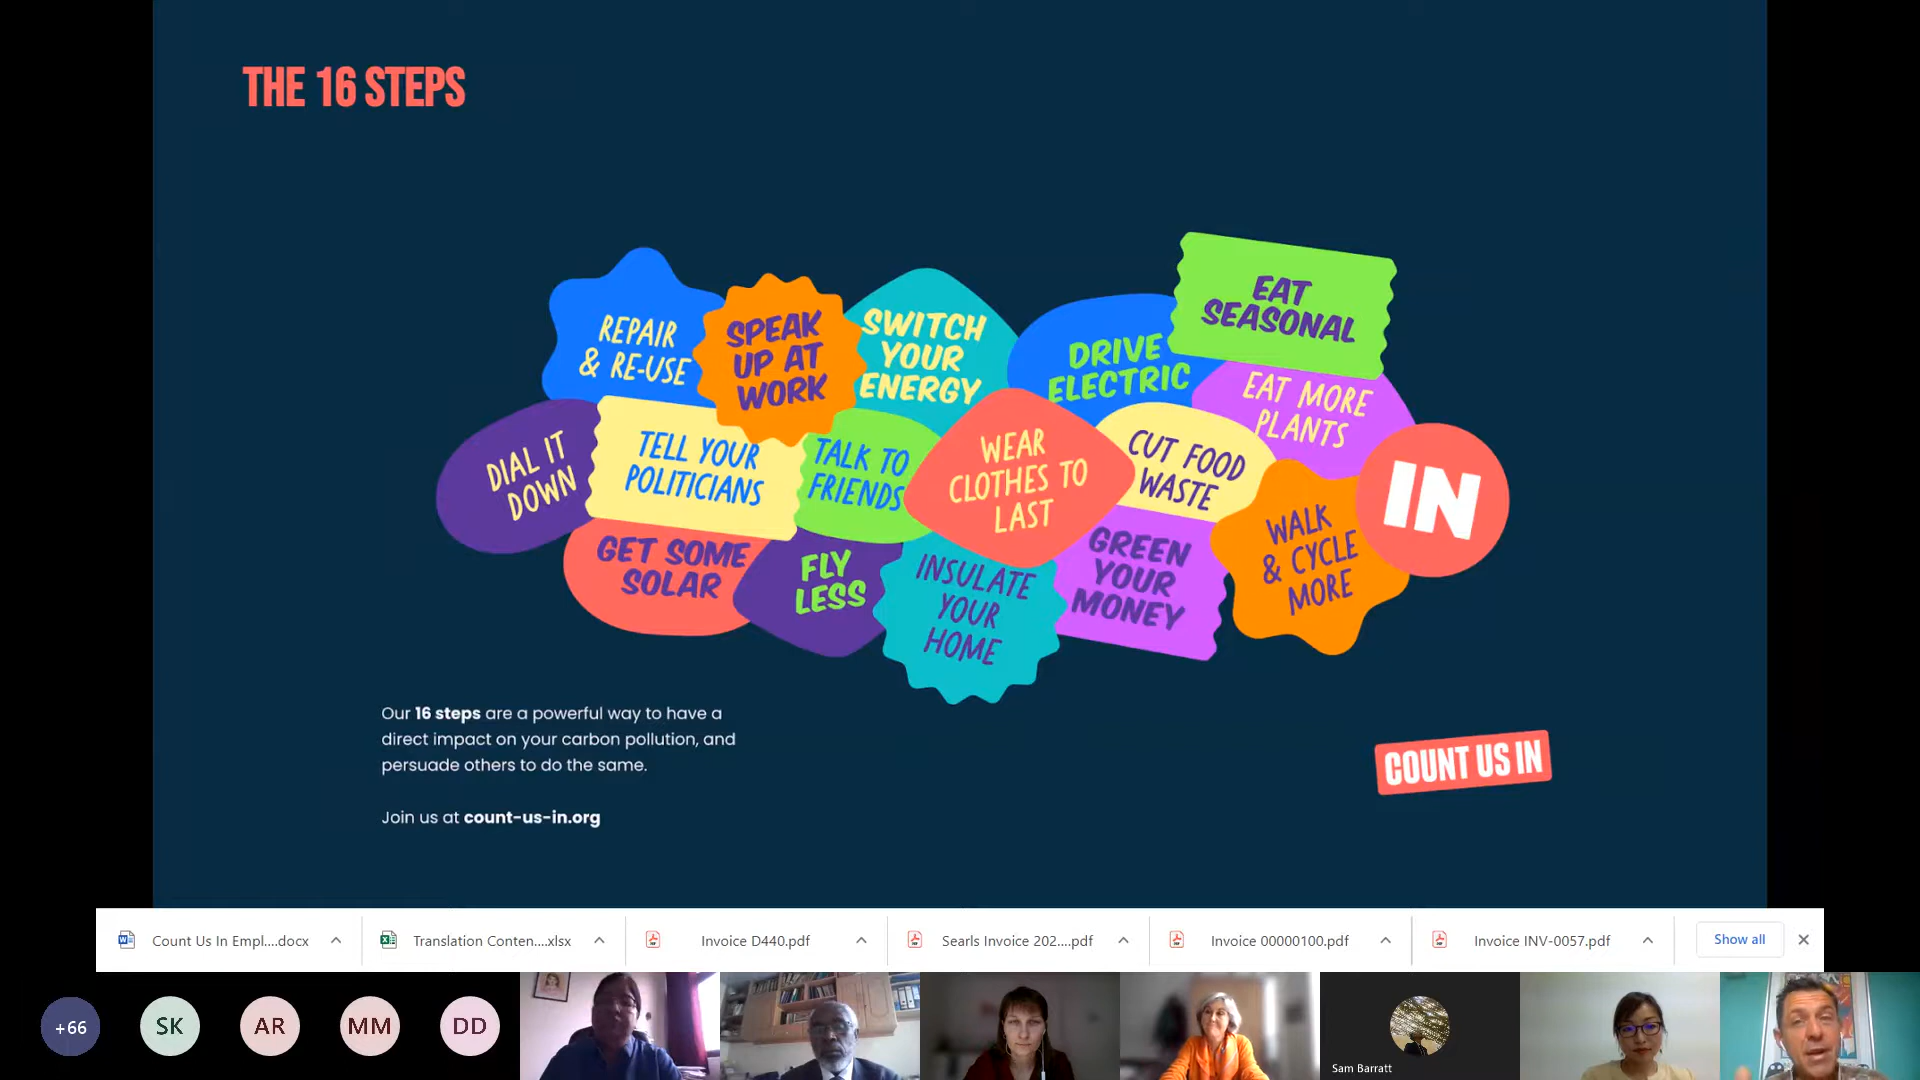 THE 16 STEPS
REPAIR
& RE-USE
SPEAK
UP AT
WORK
SWITCH
YOUR
ENERGY
DRIVE
ELECTRIC
EAT
SEASONAL
EAT MORE
PLANTS
DIAL IT
DOWN
TELL YOUR
POLITICIANS
TALK TO
FRIENDS
WEAR
CLOTHES TO
LAST
CUT FOOD
WASTE
WALK
& CYCLE
MORE
IN
GET SOME
SOLAR
FLY
LESS
INSULATE
YOUR
HOME
GREEN
YOUR
MONEY
Our 16 steps are a powerful way to have a
direct impact on your carbon pollution, and
persuade others to do the same.
Join us at count-us-in.org
COUNT US IN
Count Us In Empl....docx
Translation Conten....xlsx
Invoice D440.pdf
Searls Invoice 202....pdf
Invoice 00000100.pdf
Invoice INV-0057.pdf
Show all
+66
SK
AR
MM
DD
Sam Barratt